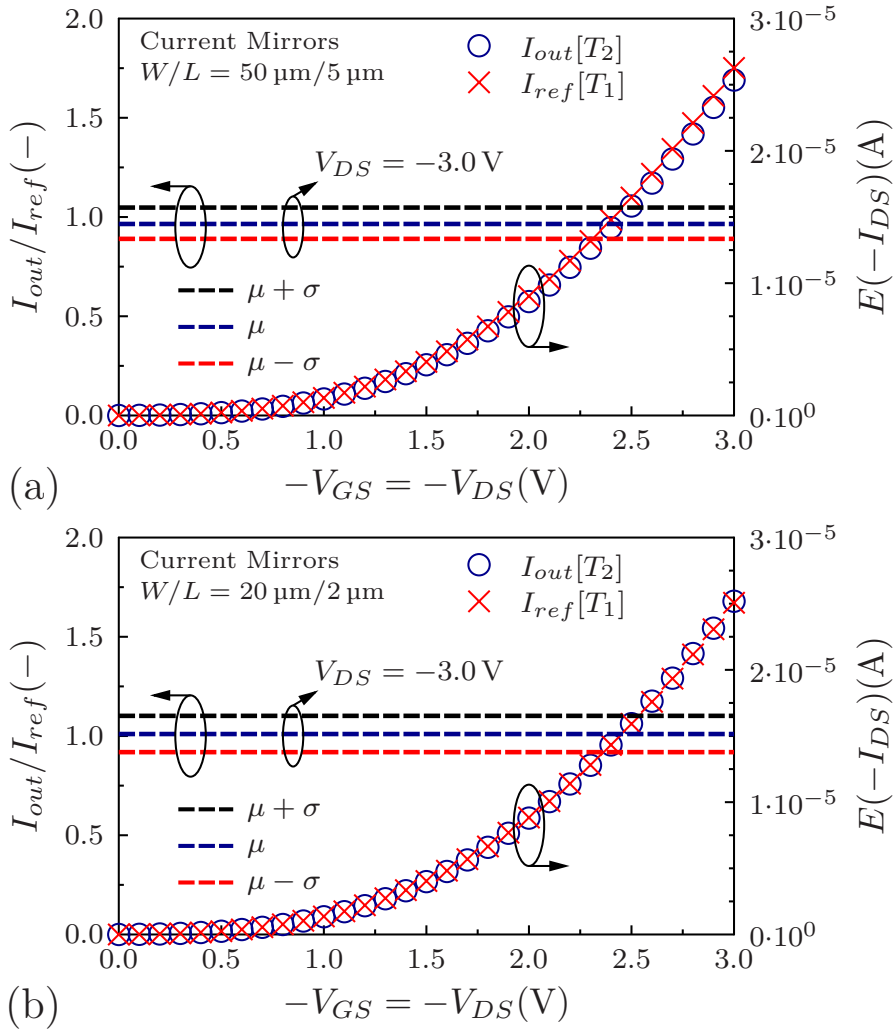 Current Mirrors
W/L = 50 μm/5 μm
I_out[T_2]
I_ref[T_1]
V_DS = −3.0 V
μ + σ
μ
μ − σ
I_out/I_ref(−)
2.0
1.5
1.0
0.5
0.0
E(−I_DS)(A)
3·10^-5
2·10^-5
1·10^-5
0·10^0
0.0 0.5 1.0 1.5 2.0 2.5 3.0
−V_GS = −V_DS(V)
(a)
Current Mirrors
W/L = 20 μm/2 μm
I_out[T_2]
I_ref[T_1]
V_DS = −3.0 V
μ + σ
μ
μ − σ
I_out/I_ref(−)
2.0
1.5
1.0
0.5
0.0
E(−I_DS)(A)
3·10^-5
2·10^-5
1·10^-5
0·10^0
0.0 0.5 1.0 1.5 2.0 2.5 3.0
−V_GS = −V_DS(V)
(b)